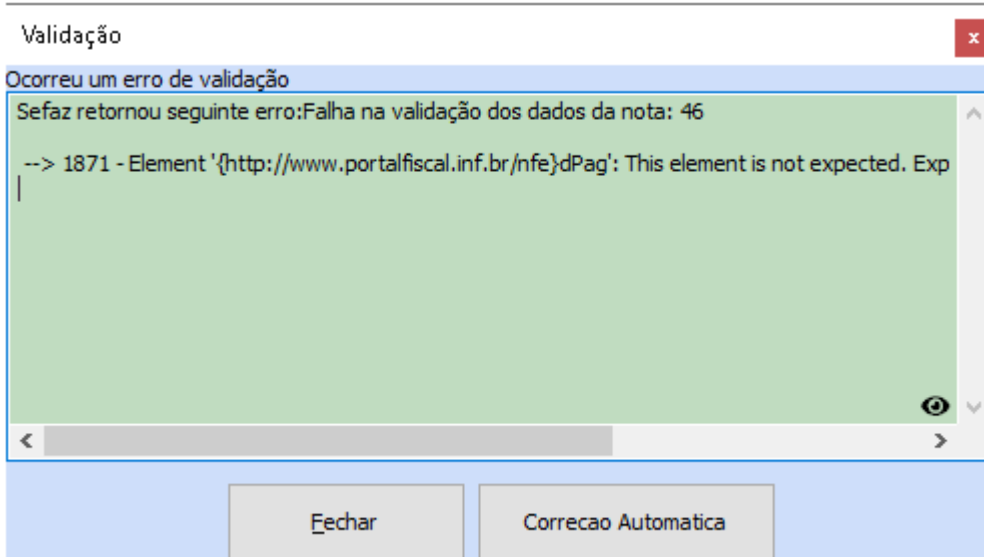 Validação
x
Ocorreu um erro de validação
Sefaz retornou seguinte erro:Falha na validação dos dados da nota: 46
--> 1871 - Element '{http://www.portalfiscal.inf.br/nfe}dPag': This element is not expected. Exp
Fechar
Correcao Automatica